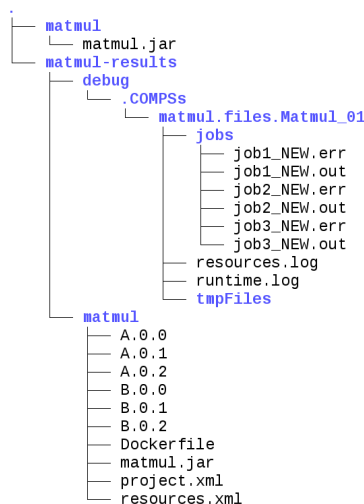 .
matmul
matmul.jar
matmul-results
debug
.COMPSs
matmul.files.Matmul_01
jobs
job1_NEW.err
job1_NEW.out
job2_NEW.err
job2_NEW.out
job3_NEW.err
job3_NEW.out
resources.log
runtime.log
tmpFiles
matmul
A.0.0
A.0.1
A.0.2
B.0.0
B.0.1
B.0.2
Dockerfile
matmul.jar
project.xml
resources.xml